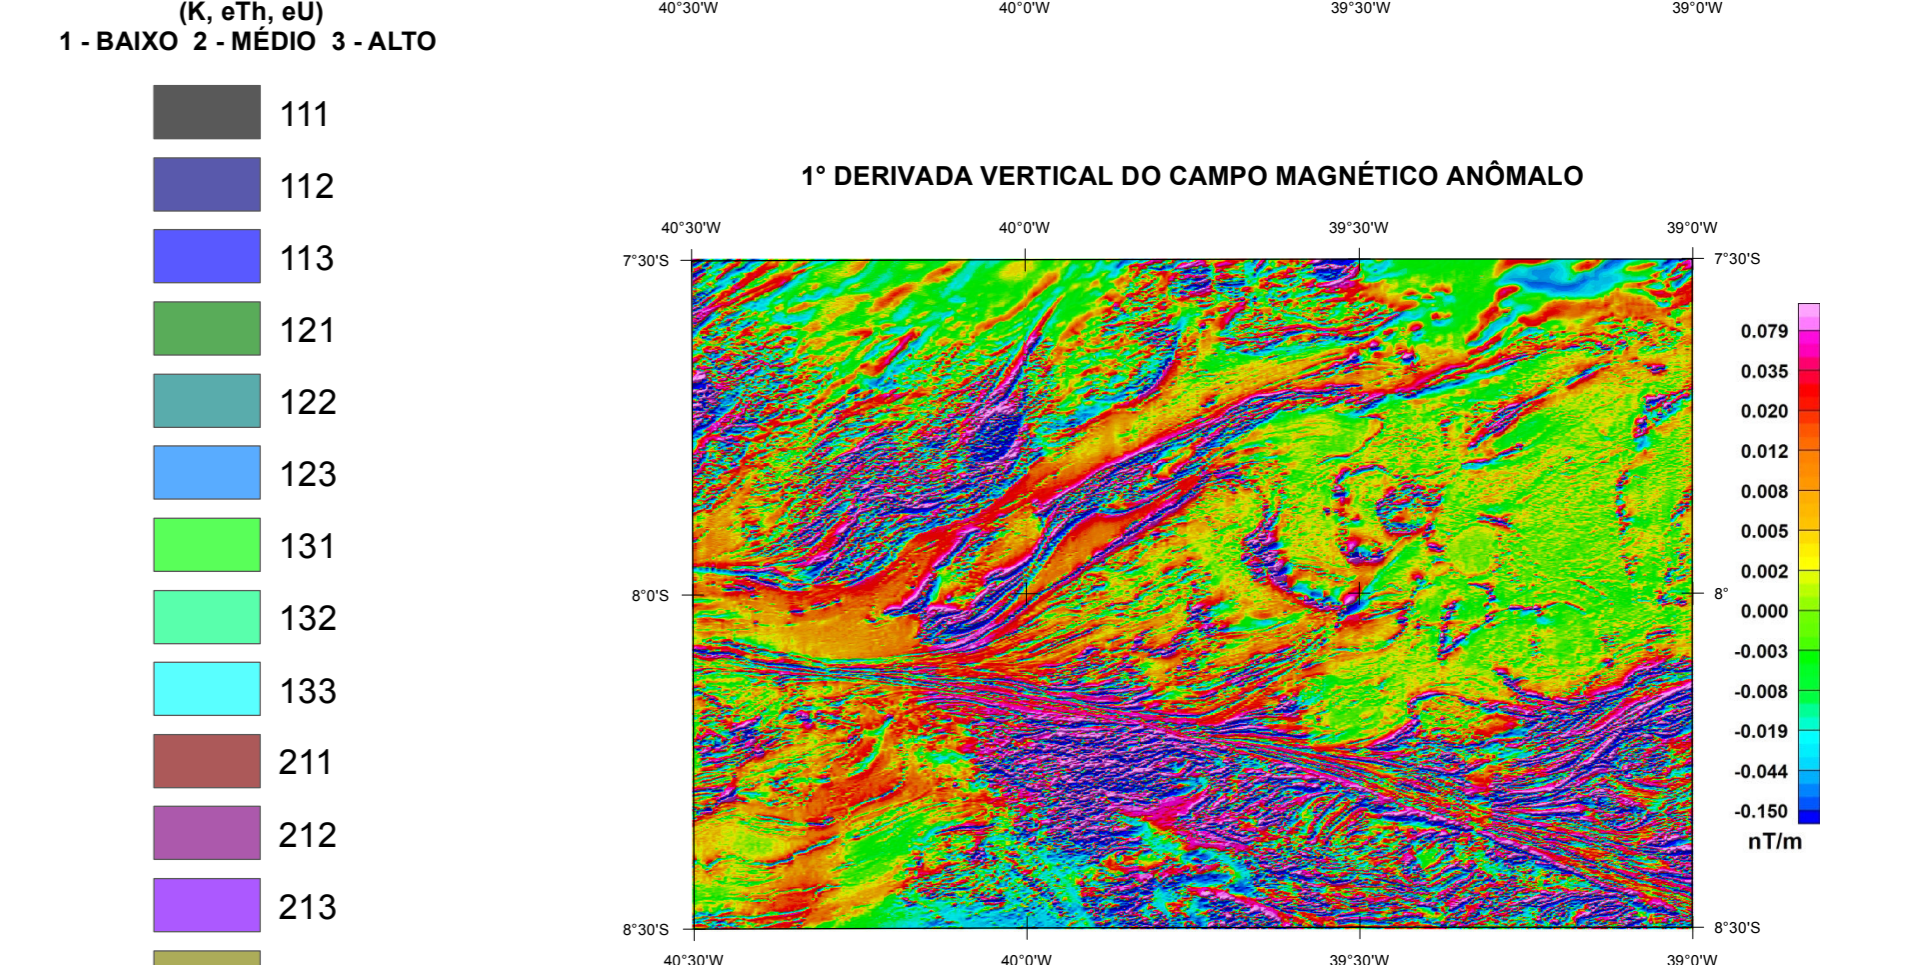 (K, eTh, eU)
1 - BAIXO 2 - MÉDIO 3 - ALTO
111
112
113
121
122
123
131
132
133
211
212
213
40°30'W 40°0'W 39°30'W 39°0'W
1° DERIVADA VERTICAL DO CAMPO MAGNÉTICO ANÔMALO
40°30'W 40°0'W 39°30'W 39°0'W
7°30'S 7°30'S
8°0'S 8°
8°30'S 8°30'S
40°30'W 40°0'W 39°30'W 39°0'W
0.079
0.035
0.020
0.012
0.008
0.005
0.002
0.000
-0.003
-0.008
-0.019
-0.044
-0.150
nT/m